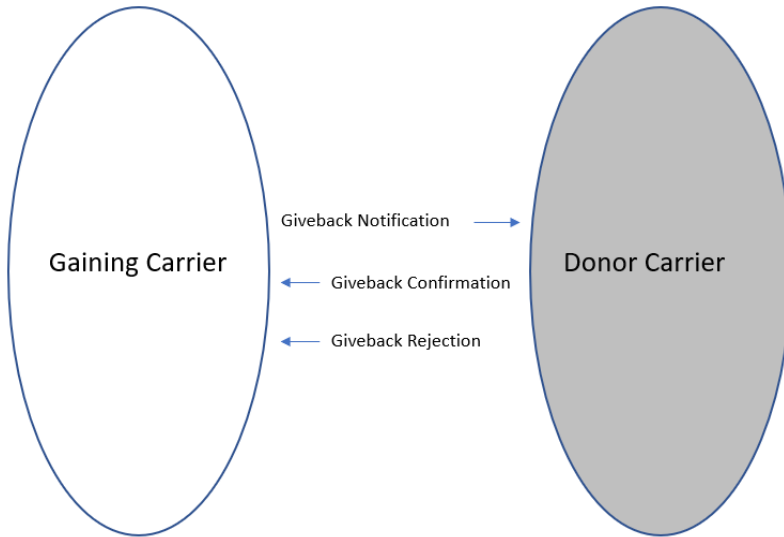 Giveback Notification
Gaining Carrier
Donor Carrier
Giveback Confirmation
Giveback Rejection